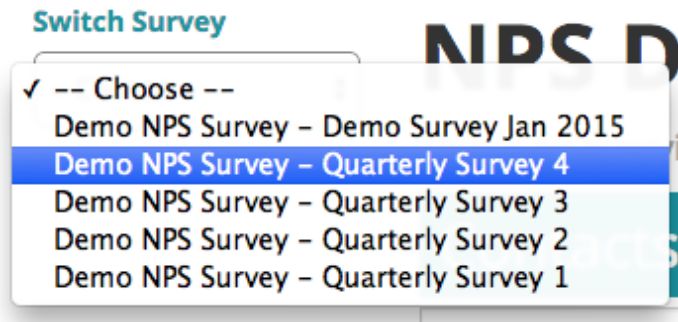 Switch Survey
NPS D
✓ -- Choose --
Demo NPS Survey – Demo Survey Jan 2015
Demo NPS Survey – Quarterly Survey 4
Demo NPS Survey – Quarterly Survey 3
Demo NPS Survey – Quarterly Survey 2
Demo NPS Survey – Quarterly Survey 1